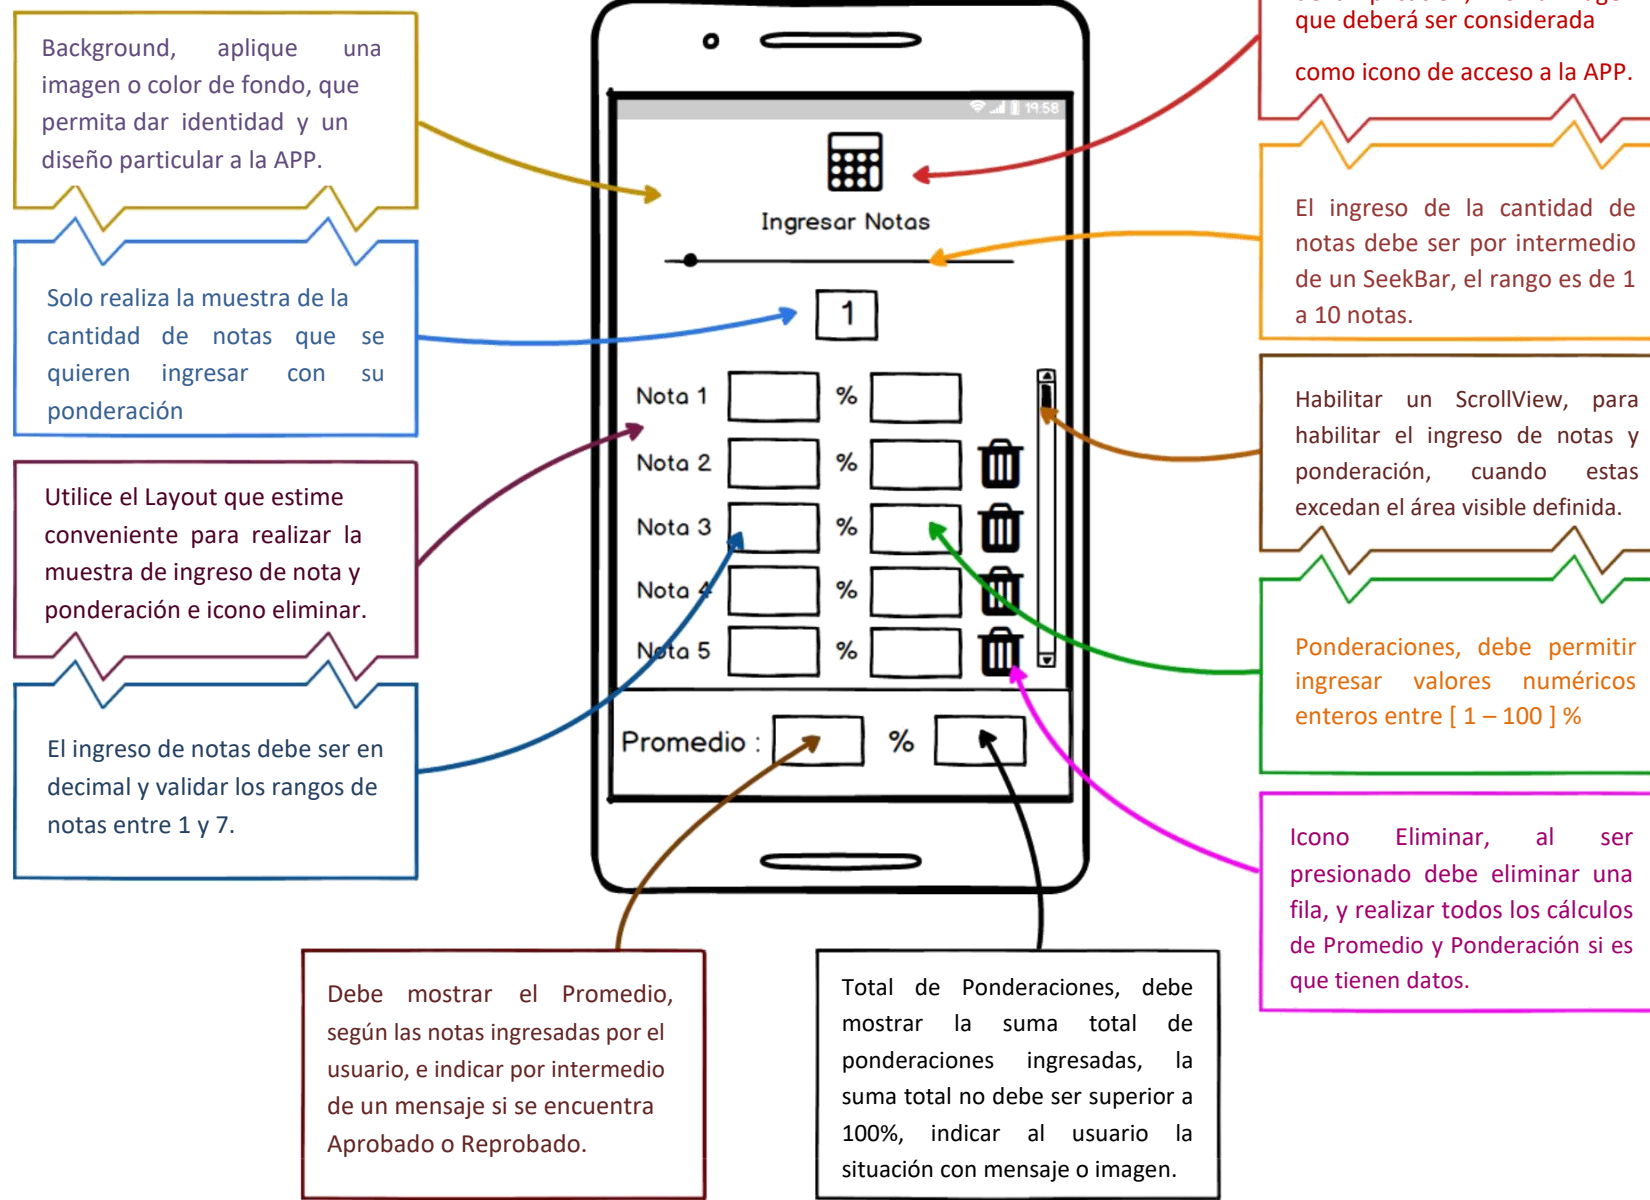 Background, aplique una
imagen o color de fondo, que
permita dar identidad y un
diseño particular a la APP.
Solo realiza la muestra de la
cantidad de notas que se
quieren ingresar con su
ponderación
Utilice el Layout que estime
conveniente para realizar la
muestra de ingreso de nota y
ponderación e icono eliminar.
El ingreso de notas debe ser en
decimal y validar los rangos de
notas entre 1 y 7.
19:58
Ingresar Notas
1
Nota 1 %
Nota 2 %
Nota 3 %
Nota 4 %
Nota 5 %
Promedio : %
que deberá ser considerada
como icono de acceso a la APP.
El ingreso de la cantidad de
notas debe ser por intermedio
de un SeekBar, el rango es de 1
a 10 notas.
Habilitar un ScrollView, para
habilitar el ingreso de notas y
ponderación, cuando estas
excedan el área visible definida.
Ponderaciones, debe permitir
ingresar valores numéricos
enteros entre [ 1 – 100 ] %
Icono Eliminar, al ser
presionado debe eliminar una
fila, y realizar todos los cálculos
de Promedio y Ponderación si es
que tienen datos.
Debe mostrar el Promedio,
según las notas ingresadas por el
usuario, e indicar por intermedio
de un mensaje si se encuentra
Aprobado o Reprobado.
Total de Ponderaciones, debe
mostrar la suma total de
ponderaciones ingresadas, la
suma total no debe ser superior a
100%, indicar al usuario la
situación con mensaje o imagen.